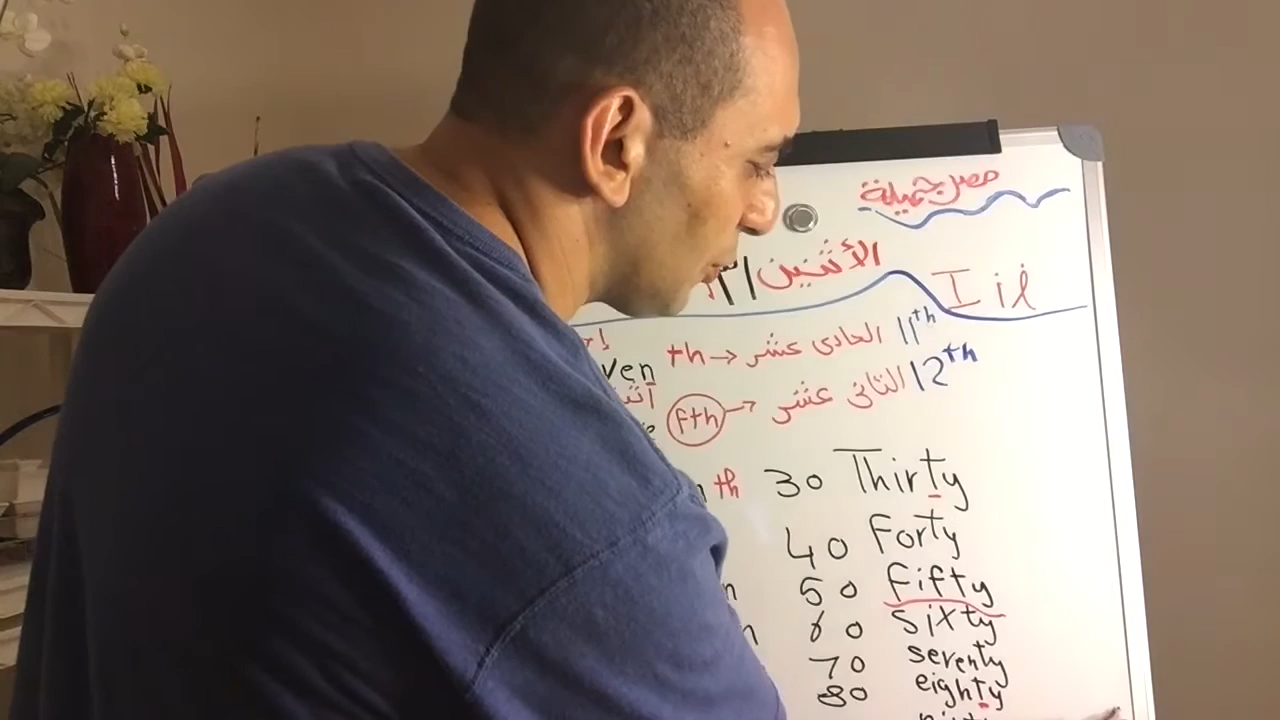 مصر جميلة
الأثنين ١٣
I i l
ven th → الحادى عشر 11th
fth → الثانى عشر 12th
th 30 Thirty
40 Forty
50 fifty
60 sixty
70 seventy
80 eighty